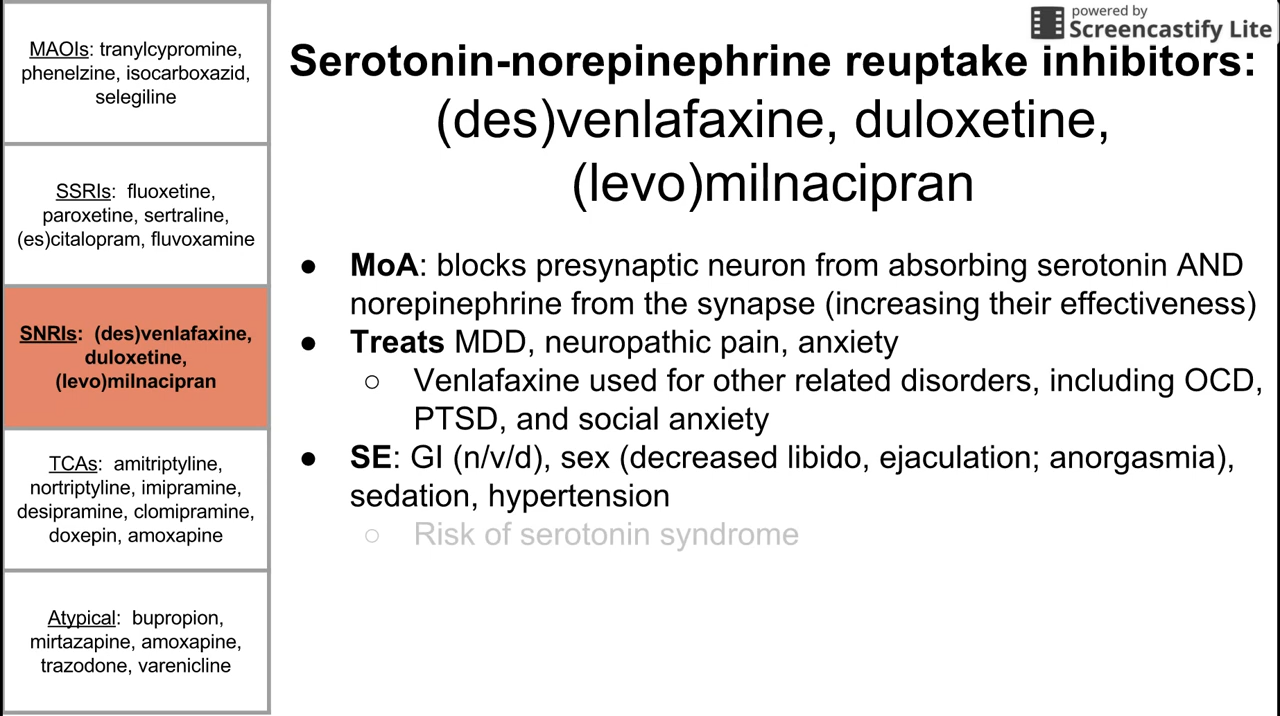 MAOIs: tranylcypromine,
phenelzine, isocarboxazid,
selegiline
SSRIs: fluoxetine,
paroxetine, sertraline,
(es)citalopram, fluvoxamine
SNRIs: (des)venlafaxine,
duloxetine,
(levo)milnacipran
TCAs: amitriptyline,
nortriptyline, imipramine,
desipramine, clomipramine,
doxepin, amoxapine
Atypical: bupropion,
mirtazapine, amoxapine,
trazodone, varenicline
powered by
Screencastify Lite
Serotonin-norepinephrine reuptake inhibitors:
(des)venlafaxine, duloxetine,
(levo)milnacipran
● MoA: blocks presynaptic neuron from absorbing serotonin AND
norepinephrine from the synapse (increasing their effectiveness)
● Treats MDD, neuropathic pain, anxiety
○ Venlafaxine used for other related disorders, including OCD,
PTSD, and social anxiety
● SE: GI (n/v/d), sex (decreased libido, ejaculation; anorgasmia),
sedation, hypertension
○ Risk of serotonin syndrome